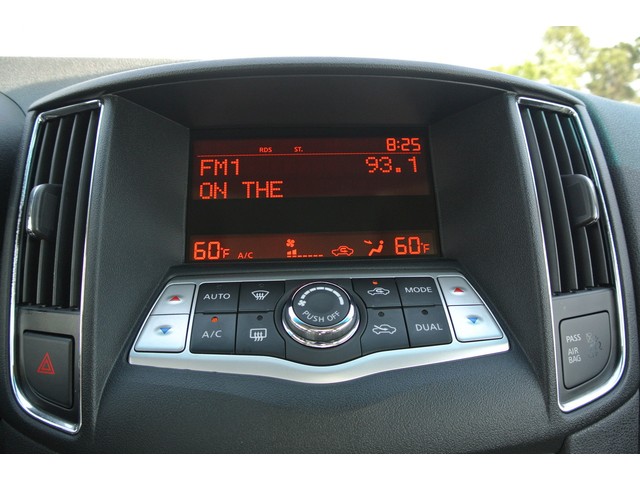 RDS ST. 8:25
FM1 93.1
ON THE
60°F A/C 60°F
AUTO MODE
PUSH OFF
A/C DUAL
PASS
AIR
BAG